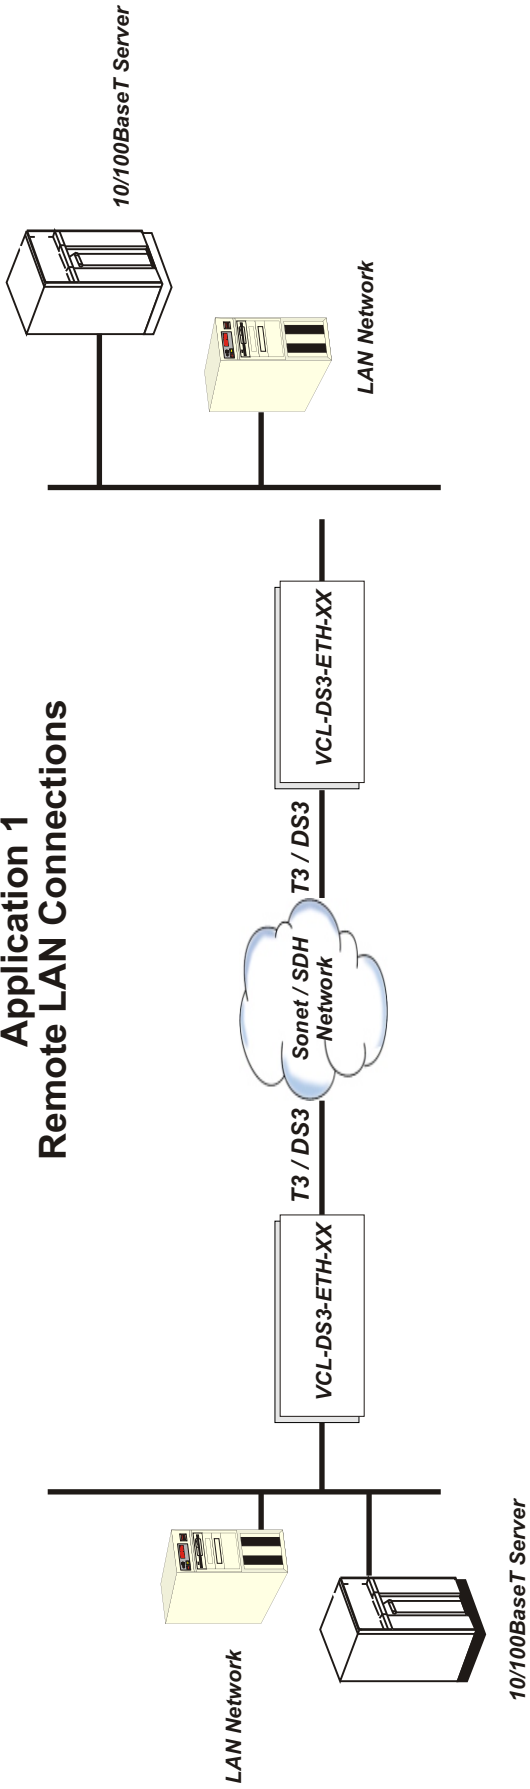 Application 1
Remote LAN Connections
LAN Network
10/100BaseT Server
VCL-DS3-ETH-XX
T3 / DS3
Sonet / SDH
Network
T3 / DS3
VCL-DS3-ETH-XX
10/100BaseT Server
LAN Network